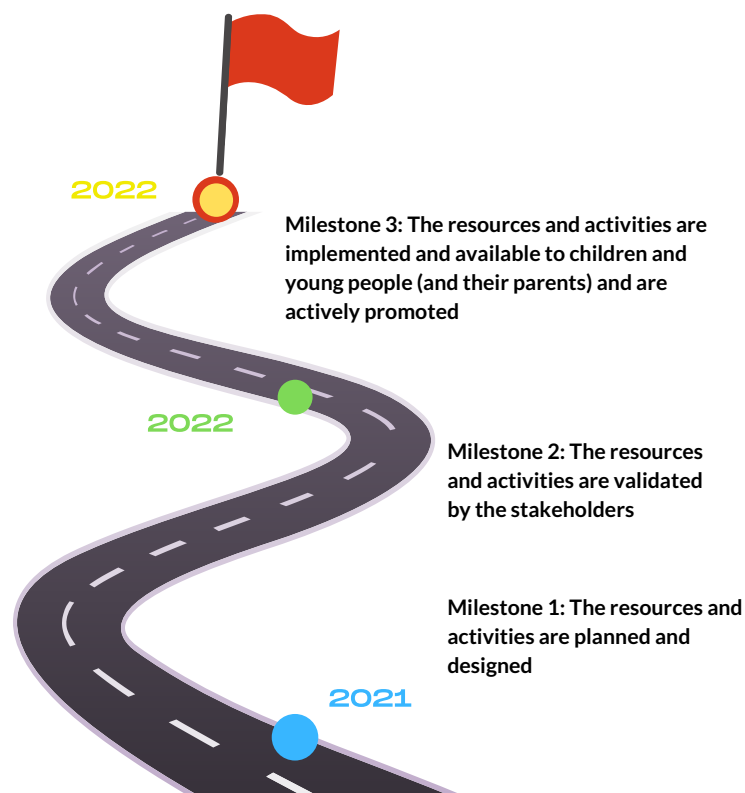 2022
Milestone 3: The resources and activities are
implemented and available to children and
young people (and their parents) and are
actively promoted
2022
Milestone 2: The resources
and activities are validated
by the stakeholders
Milestone 1: The resources and
activities are planned and
designed
2021